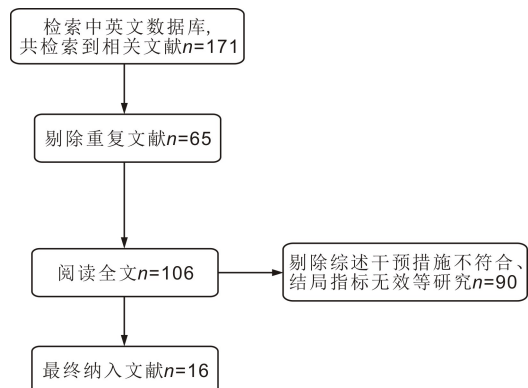 检索中英文数据库,
共检索到相关文献n=171
剔除重复文献n=65
阅读全文n=106
剔除综述干预措施不符合、
结局指标无效等研究n=90
最终纳入文献n=16